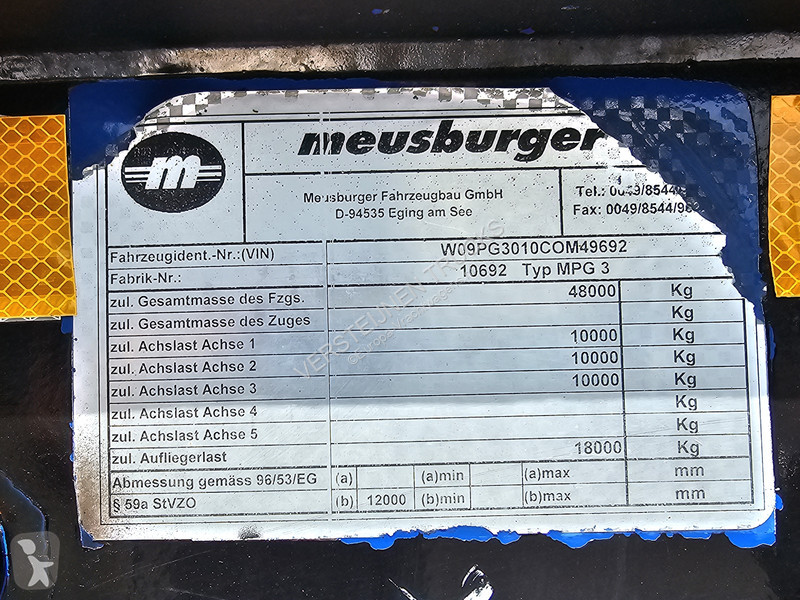 m
meusburger
Meusburger Fahrzeugbau GmbH
D-94535 Eging am See
Tel.: 0049/8544/
Fax: 0049/8544/96
Fahrzeugident.-Nr.:(VIN) W09PG3010COM49692
Fabrik-Nr.: 10692 Typ MPG 3
zul. Gesamtmasse des Fzgs. 48000 Kg
zul. Gesamtmasse des Zuges Kg
zul. Achslast Achse 1 10000 Kg
zul. Achslast Achse 2 10000 Kg
zul. Achslast Achse 3 10000 Kg
zul. Achslast Achse 4 Kg
zul. Achslast Achse 5 Kg
zul. Aufliegerlast 18000 Kg
Abmessung gemäss 96/53/EG (a) (a)min (a)max mm
§ 59a StVZO (b) 12000 (b)min (b)max mm
VERSTEIJNEN TRUCKS